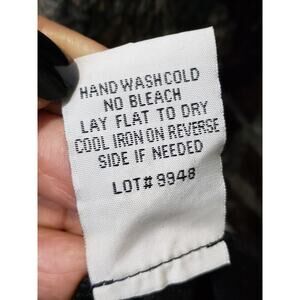 HAND WASH COLD
NO BLEACH
LAY FLAT TO DRY
COOL IRON ON REVERSE
SIDE IF NEEDED
LOT# 9948